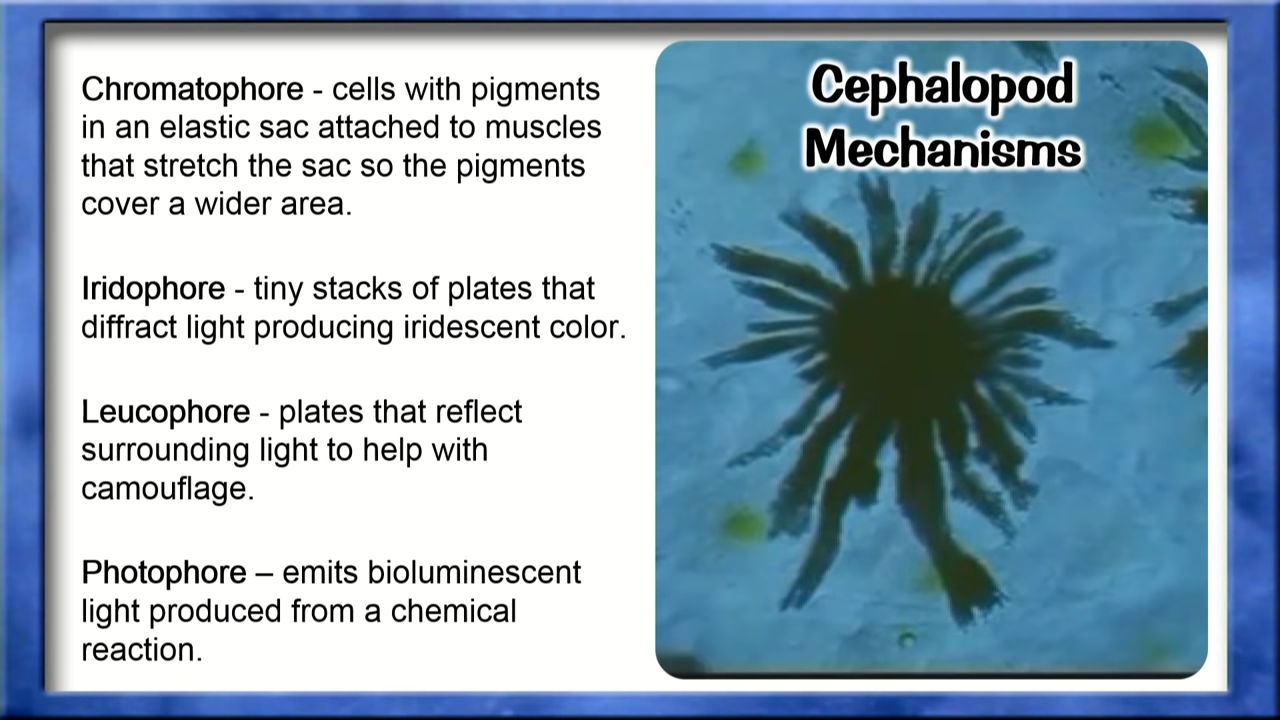 Chromatophore - cells with pigments
in an elastic sac attached to muscles
that stretch the sac so the pigments
cover a wider area.
Iridophore - tiny stacks of plates that
diffract light producing iridescent color.
Leucophore - plates that reflect
surrounding light to help with
camouflage.
Photophore – emits bioluminescent
light produced from a chemical
reaction.
Cephalopod
Mechanisms